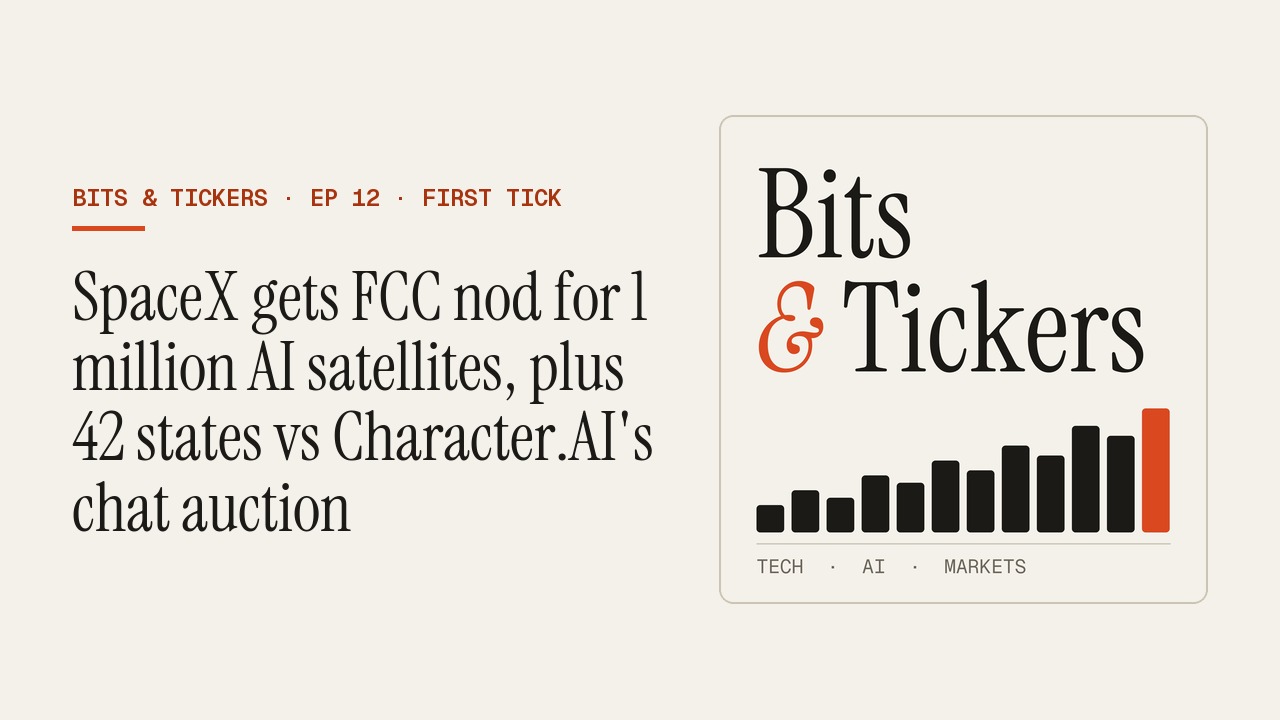 BITS & TICKERS · EP 12 · FIRST TICK
SpaceX gets FCC nod for 1
million AI satellites, plus
42 states vs Character.AI's
chat auction
Bits
& Tickers
TECH · AI · MARKETS